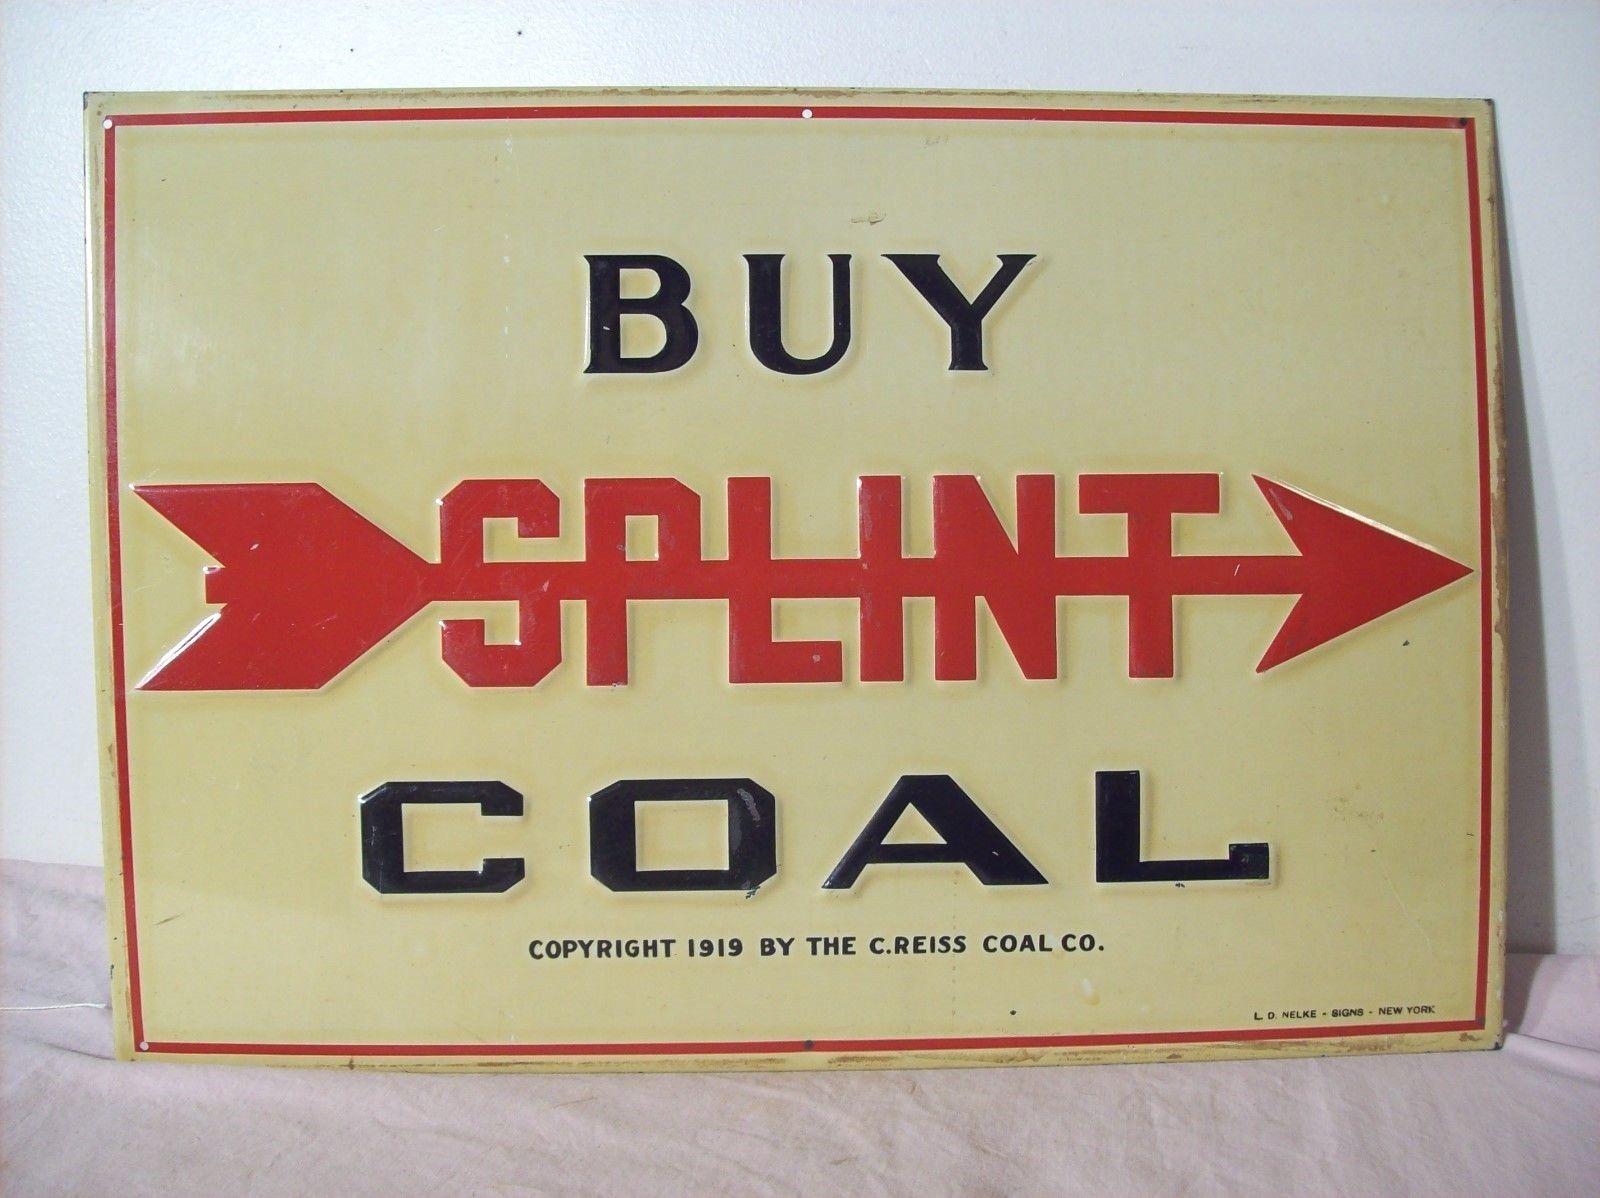 BUY
SPLINT
COAL
COPYRIGHT 1919 BY THE C.REISS COAL CO.
L. D. NELKE - SIGNS - NEW YORK